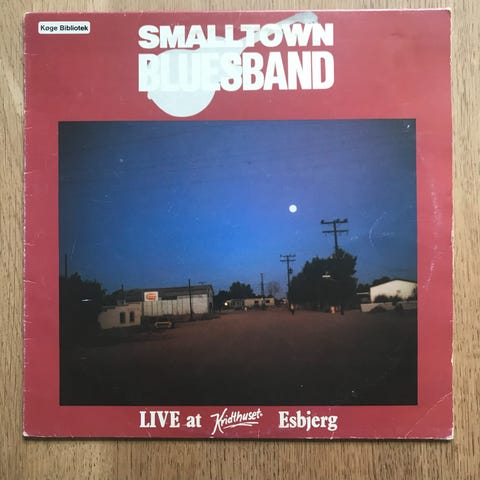 Køge Bibliotek
SMALLTOWN
BLUESBAND
LIVE at Kridthuset Esbjerg